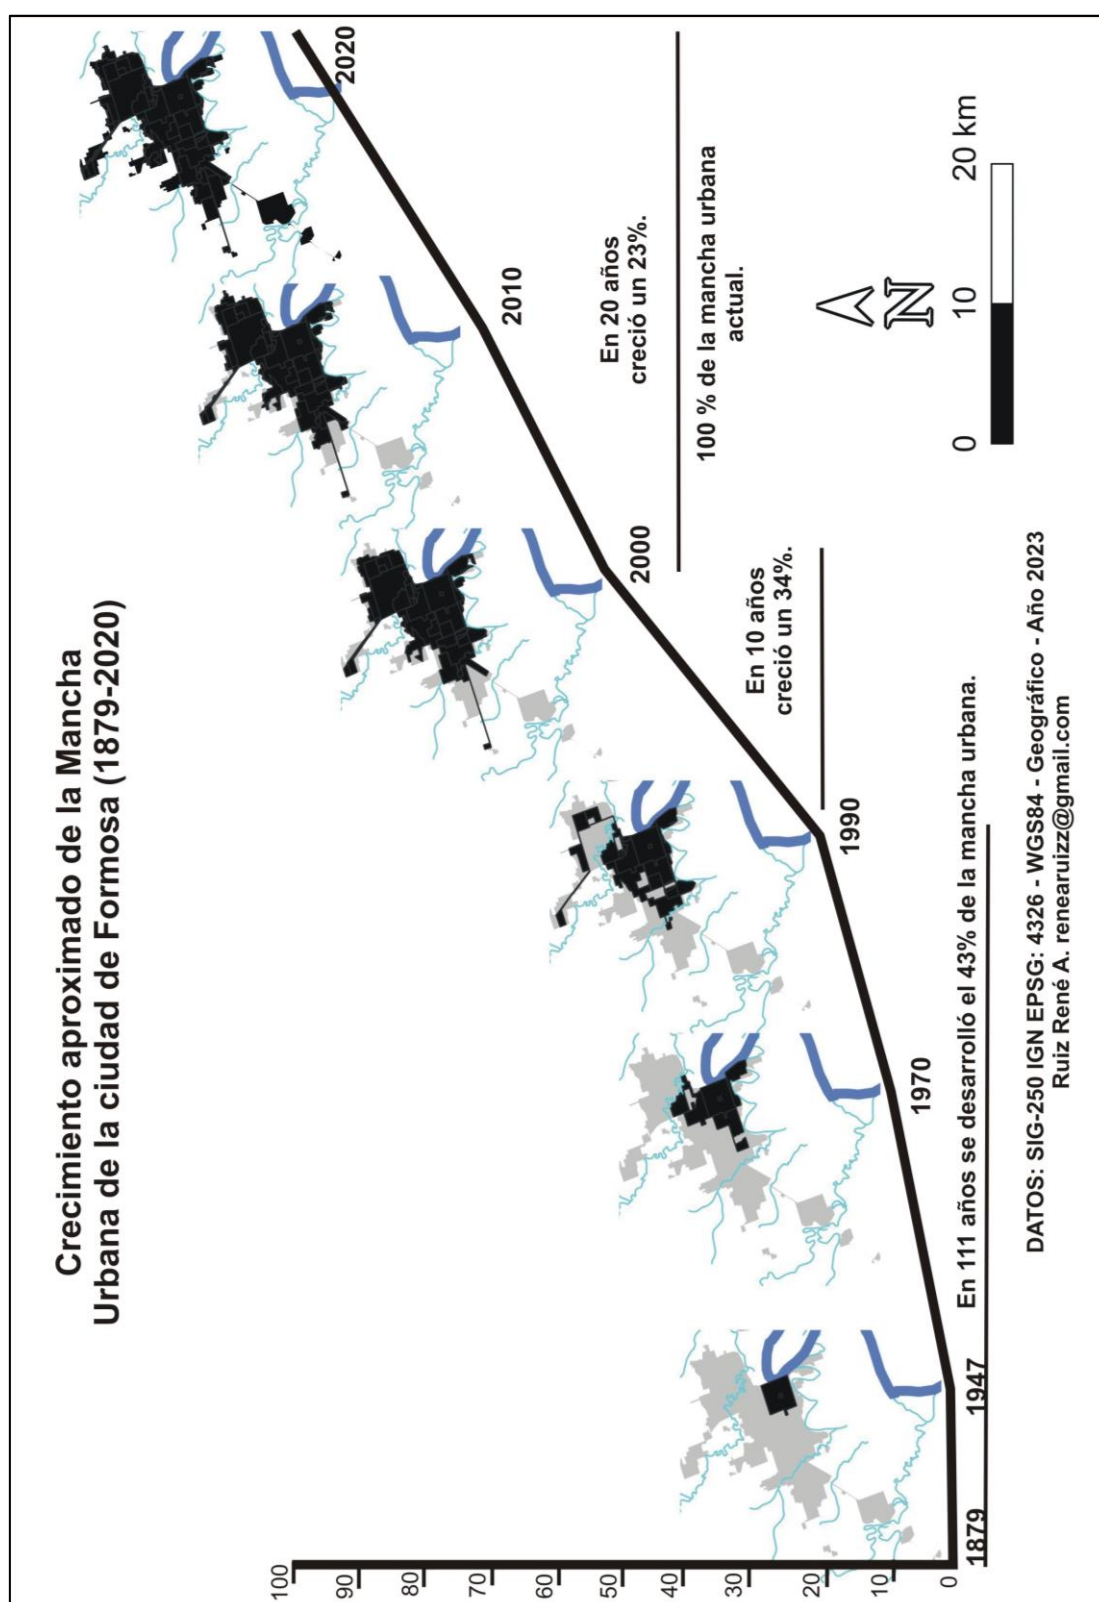 Crecimiento aproximado de la Mancha
Urbana de la ciudad de Formosa (1879-2020)
100
90
80
70
60
50
40
30
20
10
0
1879
1947
1970
1990
2000
2010
2020
En 111 años se desarrolló el 43% de la mancha urbana.
En 10 años
creció un 34%.
En 20 años
creció un 23%.
100 % de la mancha urbana
actual.
N
0
10
20 km
DATOS: SIG-250 IGN EPSG: 4326 - WGS84 - Geográfico - Año 2023
Ruiz René A. renearuizz@gmail.com